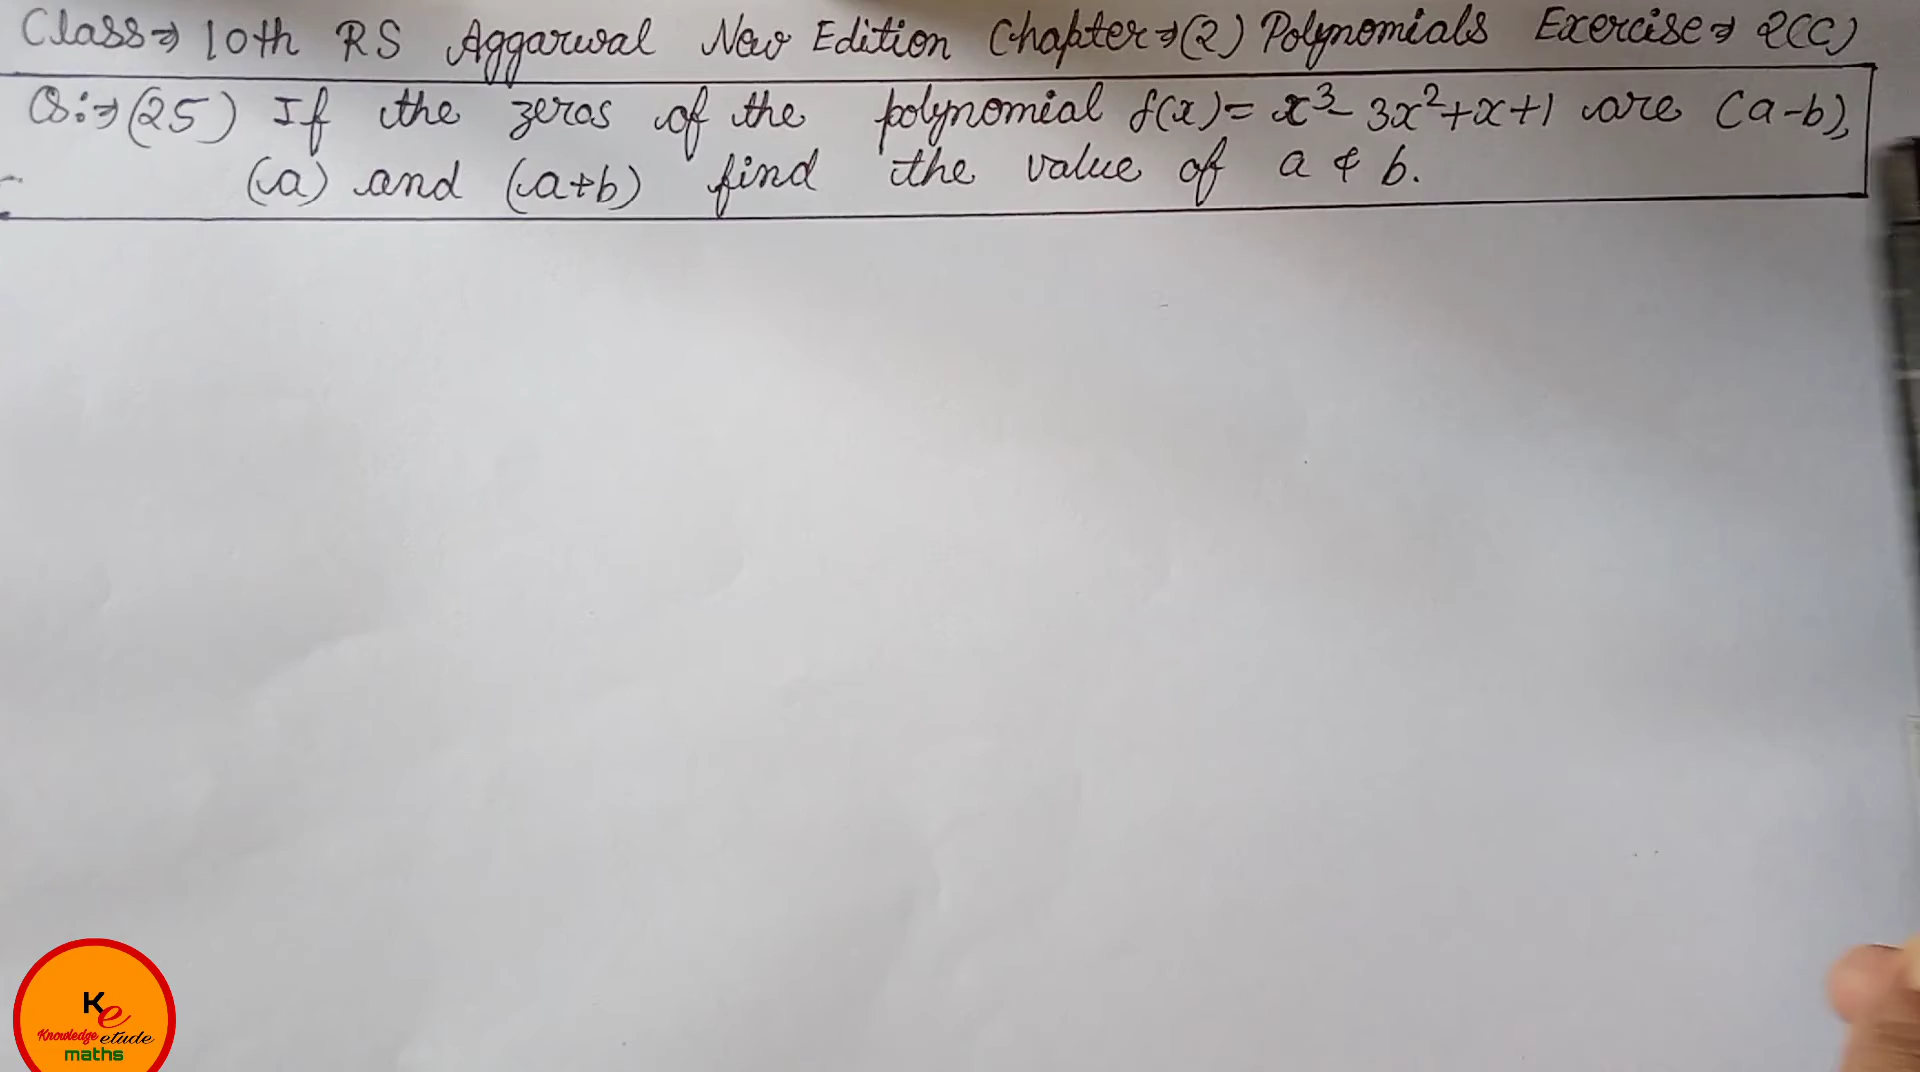 Class⇒ 10th RS Aggarwal New Edition Chapter⇒(2) Polynomials Exercise⇒ 2(C)
Q:⇒(25) If the zeros of the polynomial f(x)= x³- 3x²+x+1 are (a-b),
(a) and (a+b) find the value of a & b.
Ke
Knowledge etude
maths